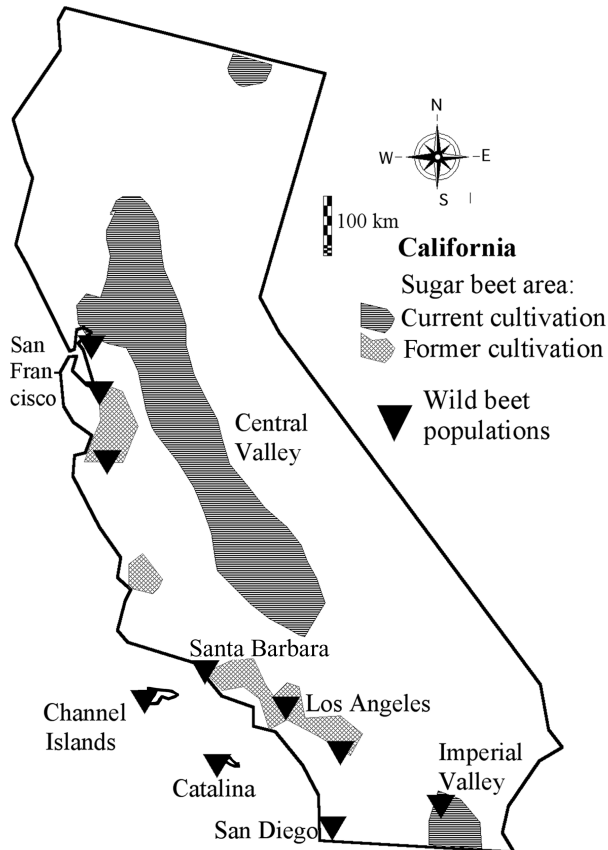 N
W
E
S
100 km
California
Sugar beet area:
Current cultivation
Former cultivation
San
Fran-
cisco
Wild beet
populations
Central
Valley
Santa Barbara
Los Angeles
Channel
Islands
Imperial
Valley
Catalina
San Diego